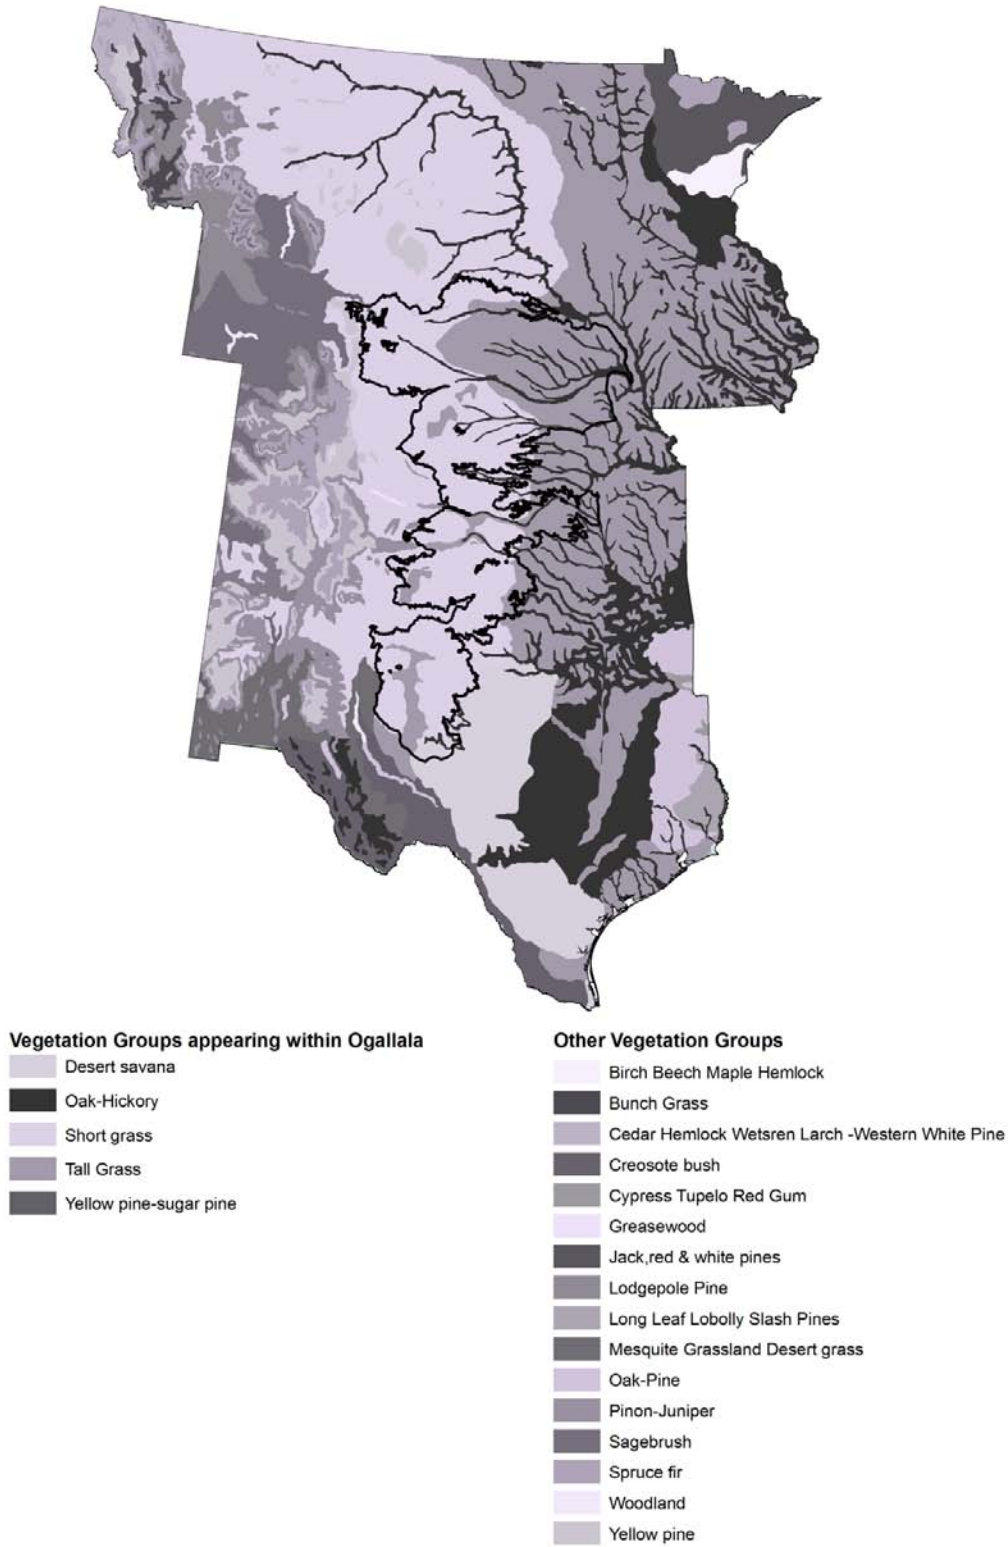 Vegetation Groups appearing within Ogallala
Desert savana
Oak-Hickory
Short grass
Tall Grass
Yellow pine-sugar pine
Other Vegetation Groups
Birch Beech Maple Hemlock
Bunch Grass
Cedar Hemlock Wetsren Larch -Western White Pine
Creosote bush
Cypress Tupelo Red Gum
Greasewood
Jack,red & white pines
Lodgepole Pine
Long Leaf Lobolly Slash Pines
Mesquite Grassland Desert grass
Oak-Pine
Pinon-Juniper
Sagebrush
Spruce fir
Woodland
Yellow pine